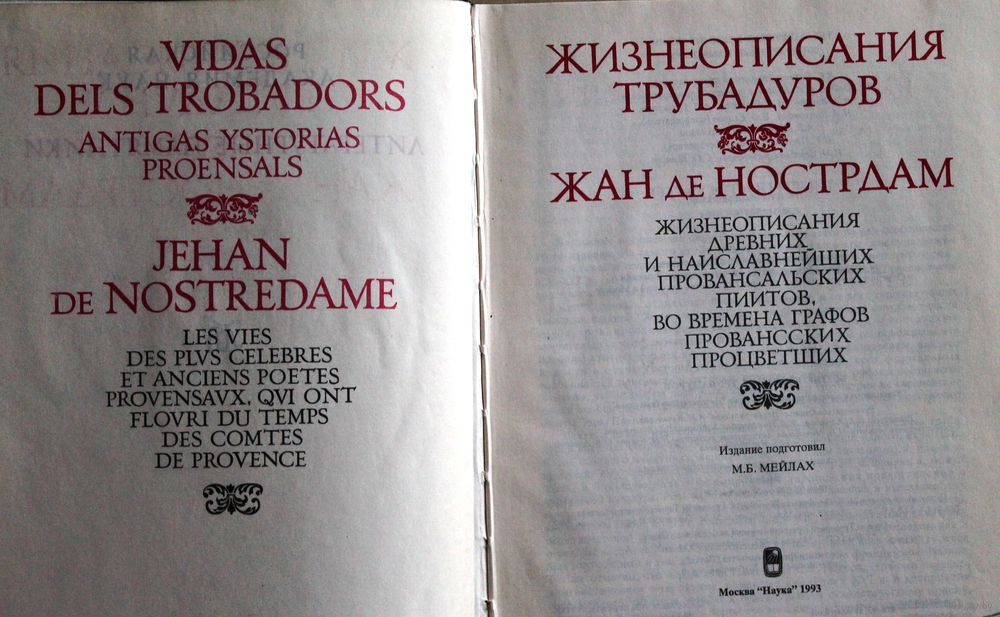 VIDAS
DELS TROBADORS
ANTIGAS YSTORIAS
PROENSALS
JEHAN
DE NOSTREDAME
LES VIES
DES PLVS CELEBRES
ET ANCIENS POETES
PROVENSAVX, QVI ONT
FLOVRI DU TEMPS
DES COMTES
DE PROVENCE
ЖИЗНЕОПИСАНИЯ
ТРУБАДУРОВ
ЖАН ДЕ НОСТРДАМ
ЖИЗНЕОПИСАНИЯ
ДРЕВНИХ
И НАИСЛАВНЕЙШИХ
ПРОВАНСАЛЬСКИХ
ПИИТОВ,
ВО ВРЕМЕНА ГРАФОВ
ПРОВАНССКИХ
ПРОЦВЕТШИХ
Издание подготовил
М.Б. МЕЙЛАХ
Москва "Наука" 1993